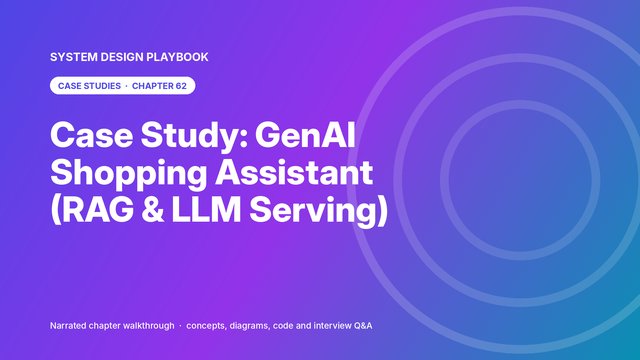 SYSTEM DESIGN PLAYBOOK
CASE STUDIES · CHAPTER 62
Case Study: GenAI
Shopping Assistant
(RAG & LLM Serving)
Narrated chapter walkthrough · concepts, diagrams, code and interview Q&A